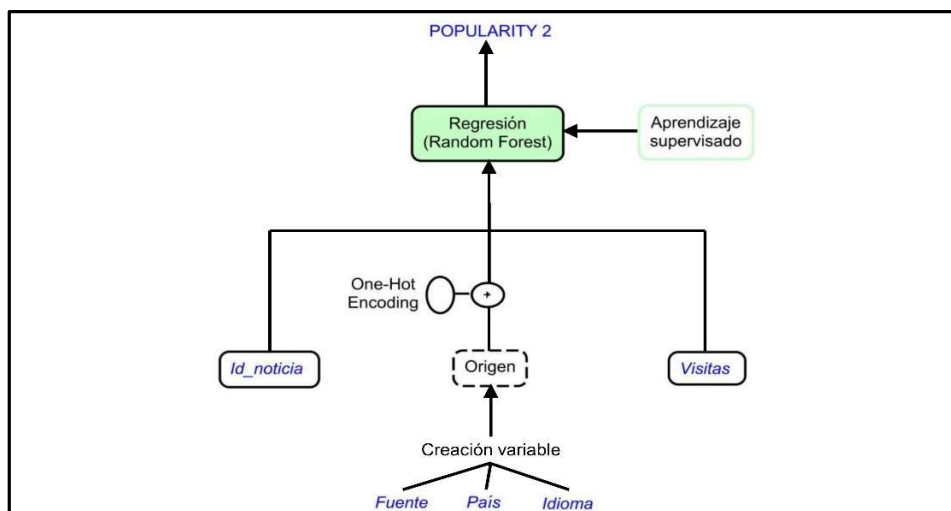 POPULARITY 2
Regresión
(Random Forest)
Aprendizaje
supervisado
One-Hot
Encoding
+
Id_noticia
Origen
Visitas
Creación variable
Fuente
País
Idioma